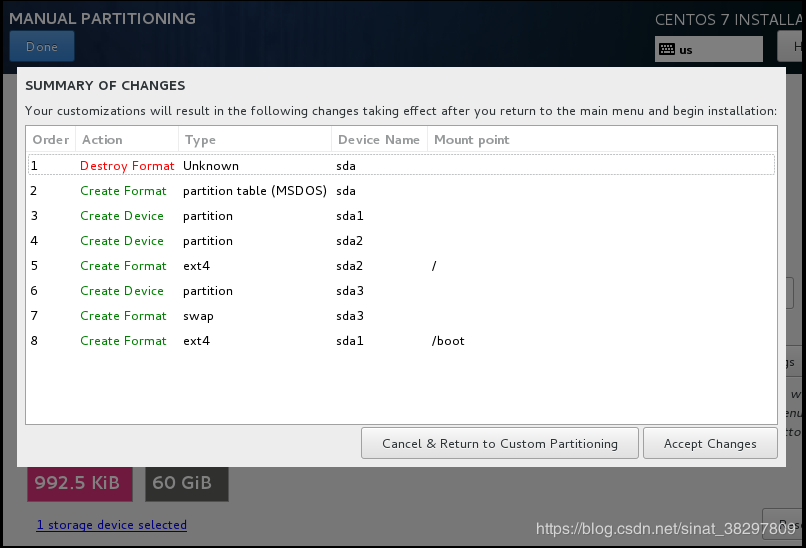 MANUAL PARTITIONING
CENTOS 7 INSTALLA
Done
us
H
SUMMARY OF CHANGES
Your customizations will result in the following changes taking effect after you return to the main menu and begin installation:
Order Action Type Device Name Mount point
1 Destroy Format Unknown sda
2 Create Format partition table (MSDOS) sda
3 Create Device partition sda1
4 Create Device partition sda2
5 Create Format ext4 sda2 /
6 Create Device partition sda3
7 Create Format swap sda3
8 Create Format ext4 sda1 /boot
Cancel & Return to Custom Partitioning
Accept Changes
992.5 KiB
60 GiB
1 storage device selected
https://blog.csdn.net/sinat_38297809